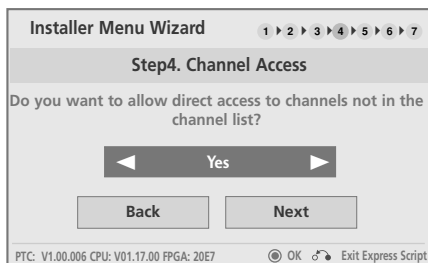 Installer Menu Wizard 1 2 3 4 5 6 7
Step4. Channel Access
Do you want to allow direct access to channels not in the
channel list?
Yes
Back Next
PTC: V1.00.006 CPU: V01.17.00 FPGA: 20E7 OK Exit Express Script